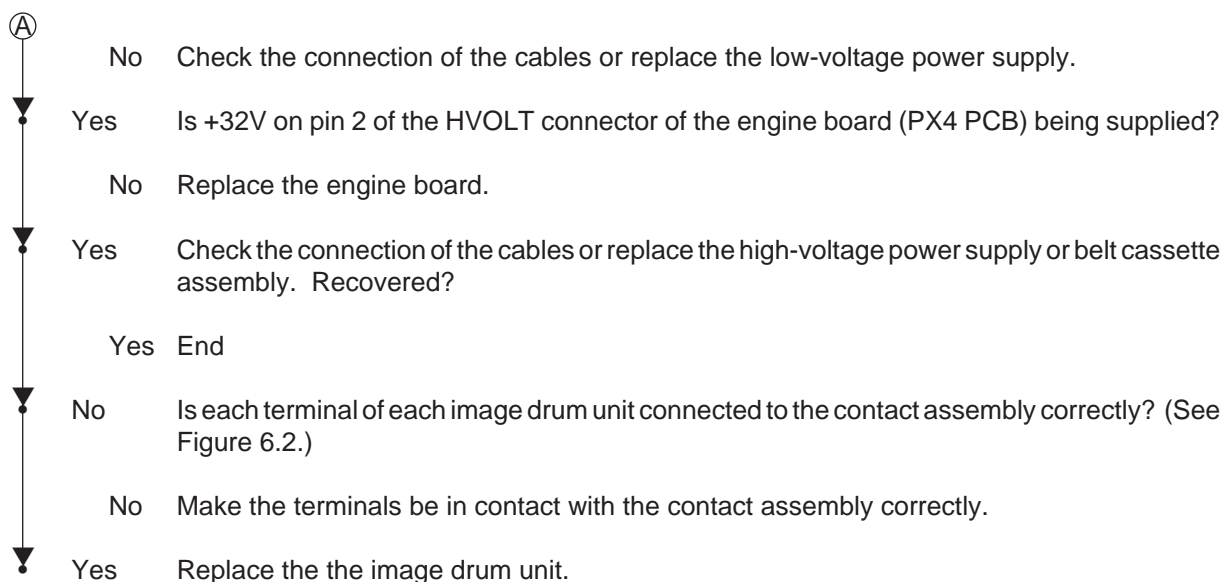 A
No Check the connection of the cables or replace the low-voltage power supply.
Yes Is +32V on pin 2 of the HVOLT connector of the engine board (PX4 PCB) being supplied?
No Replace the engine board.
Yes Check the connection of the cables or replace the high-voltage power supply or belt cassette
assembly. Recovered?
Yes End
No Is each terminal of each image drum unit connected to the contact assembly correctly? (See
Figure 6.2.)
No Make the terminals be in contact with the contact assembly correctly.
Yes Replace the the image drum unit.